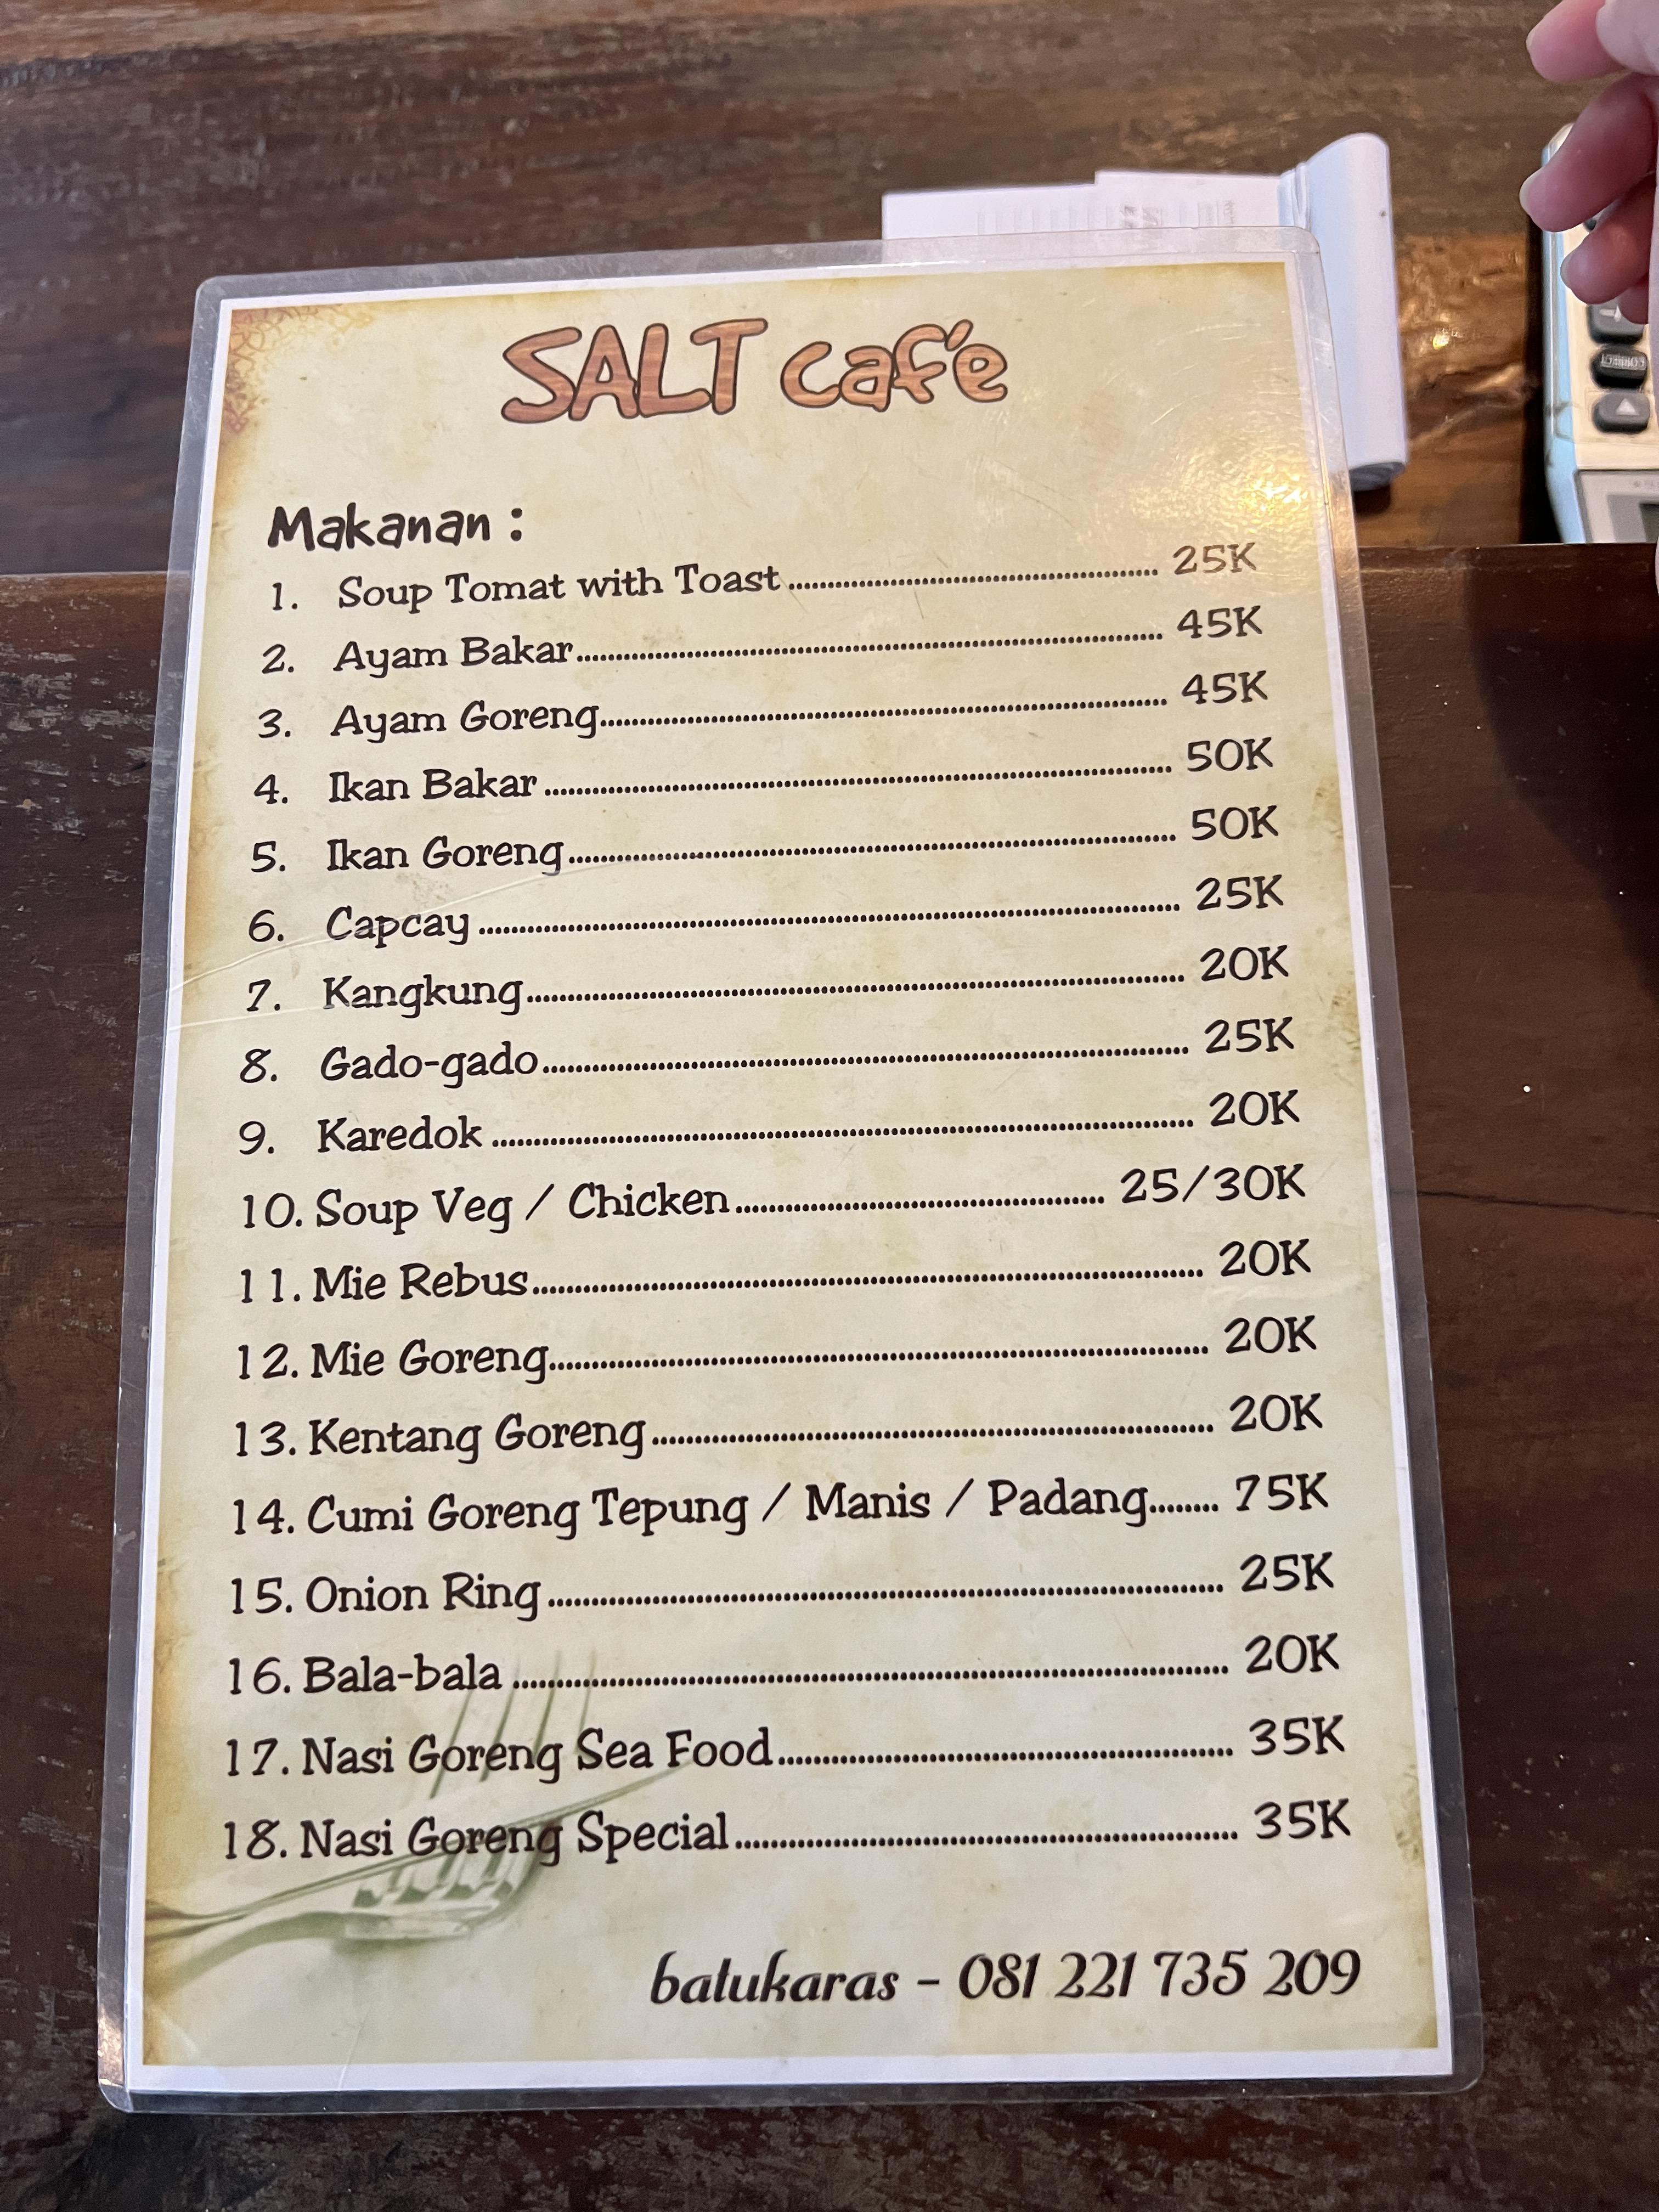 SALT café
Makanan :
1. Soup Tomat with Toast........................................ 25K
2. Ayam Bakar........................................ 45K
3. Ayam Goreng........................................ 45K
4. Ikan Bakar........................................ 50K
5. Ikan Goreng........................................ 50K
6. Capcay........................................ 25K
7. Kangkung........................................ 20K
8. Gado-gado........................................ 25K
9. Karedok........................................ 20K
10. Soup Veg / Chicken........................................ 25/30K
11. Mie Rebus........................................ 20K
12. Mie Goreng........................................ 20K
13. Kentang Goreng........................................ 20K
14. Cumi Goreng Tepung / Manis / Padang........ 75K
15. Onion Ring........................................ 25K
16. Bala-bala........................................ 20K
17. Nasi Goreng Sea Food........................................ 35K
18. Nasi Goreng Special........................................ 35K
batukaras - 081 221 735 209
CORRECT